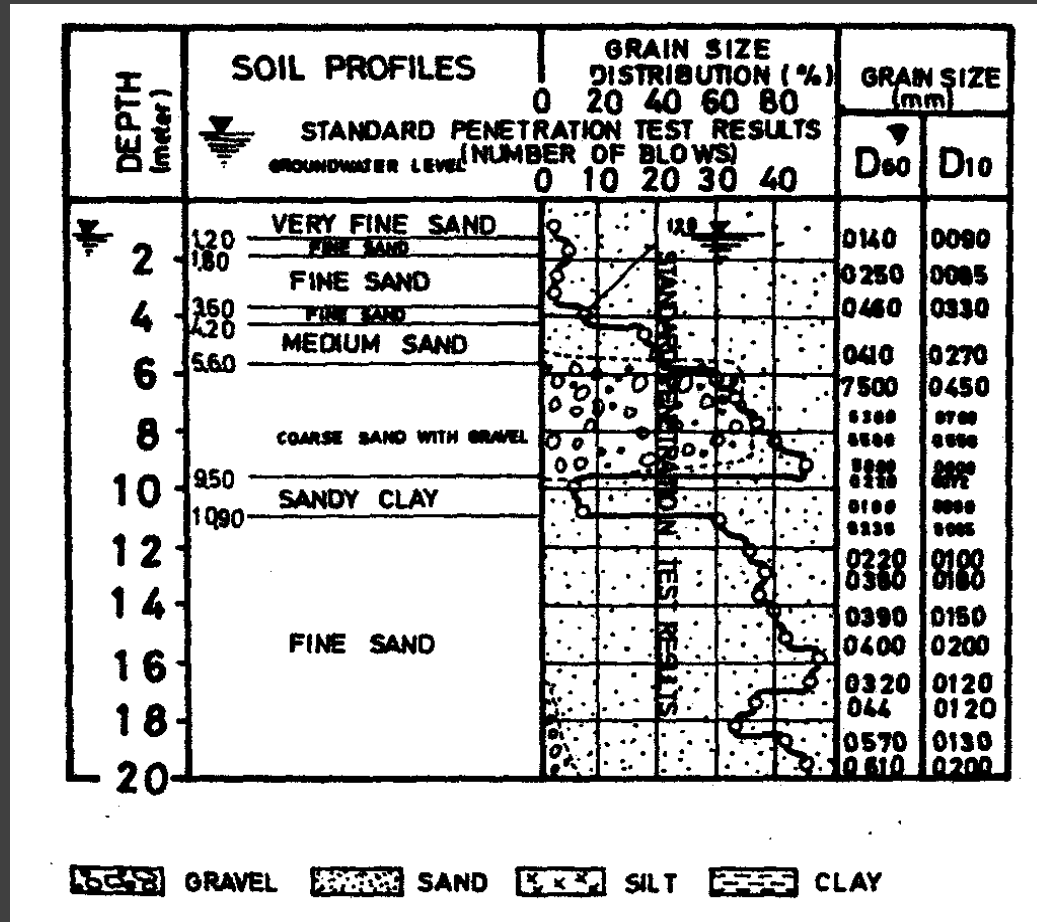 DEPTH (meter)
SOIL PROFILES
GROUNDWATER LEVEL
GRAIN SIZE
DISTRIBUTION (%)
0 20 40 60 80
STANDARD PENETRATION TEST RESULTS
(NUMBER OF BLOWS)
0 10 20 30 40
GRAIN SIZE
(mm)
D60 D10
VERY FINE SAND
1,20
FINE SAND
1,80
2
FINE SAND
3,60
FINE SAND
4
4,20
MEDIUM SAND
5,60
6
8
COARSE SAND WITH GRAVEL
9,50
10
SANDY CLAY
10,90
12
14
FINE SAND
16
18
20
STANDARD PENETRATION TEST RESULTS
0140 0090
0250 0085
0460 0330
0410 0270
7500 0450
0220 0100
0390 0150
0400 0200
0320 0120
044 0120
0570 0130
0610 0200
GRAVEL SAND SILT CLAY